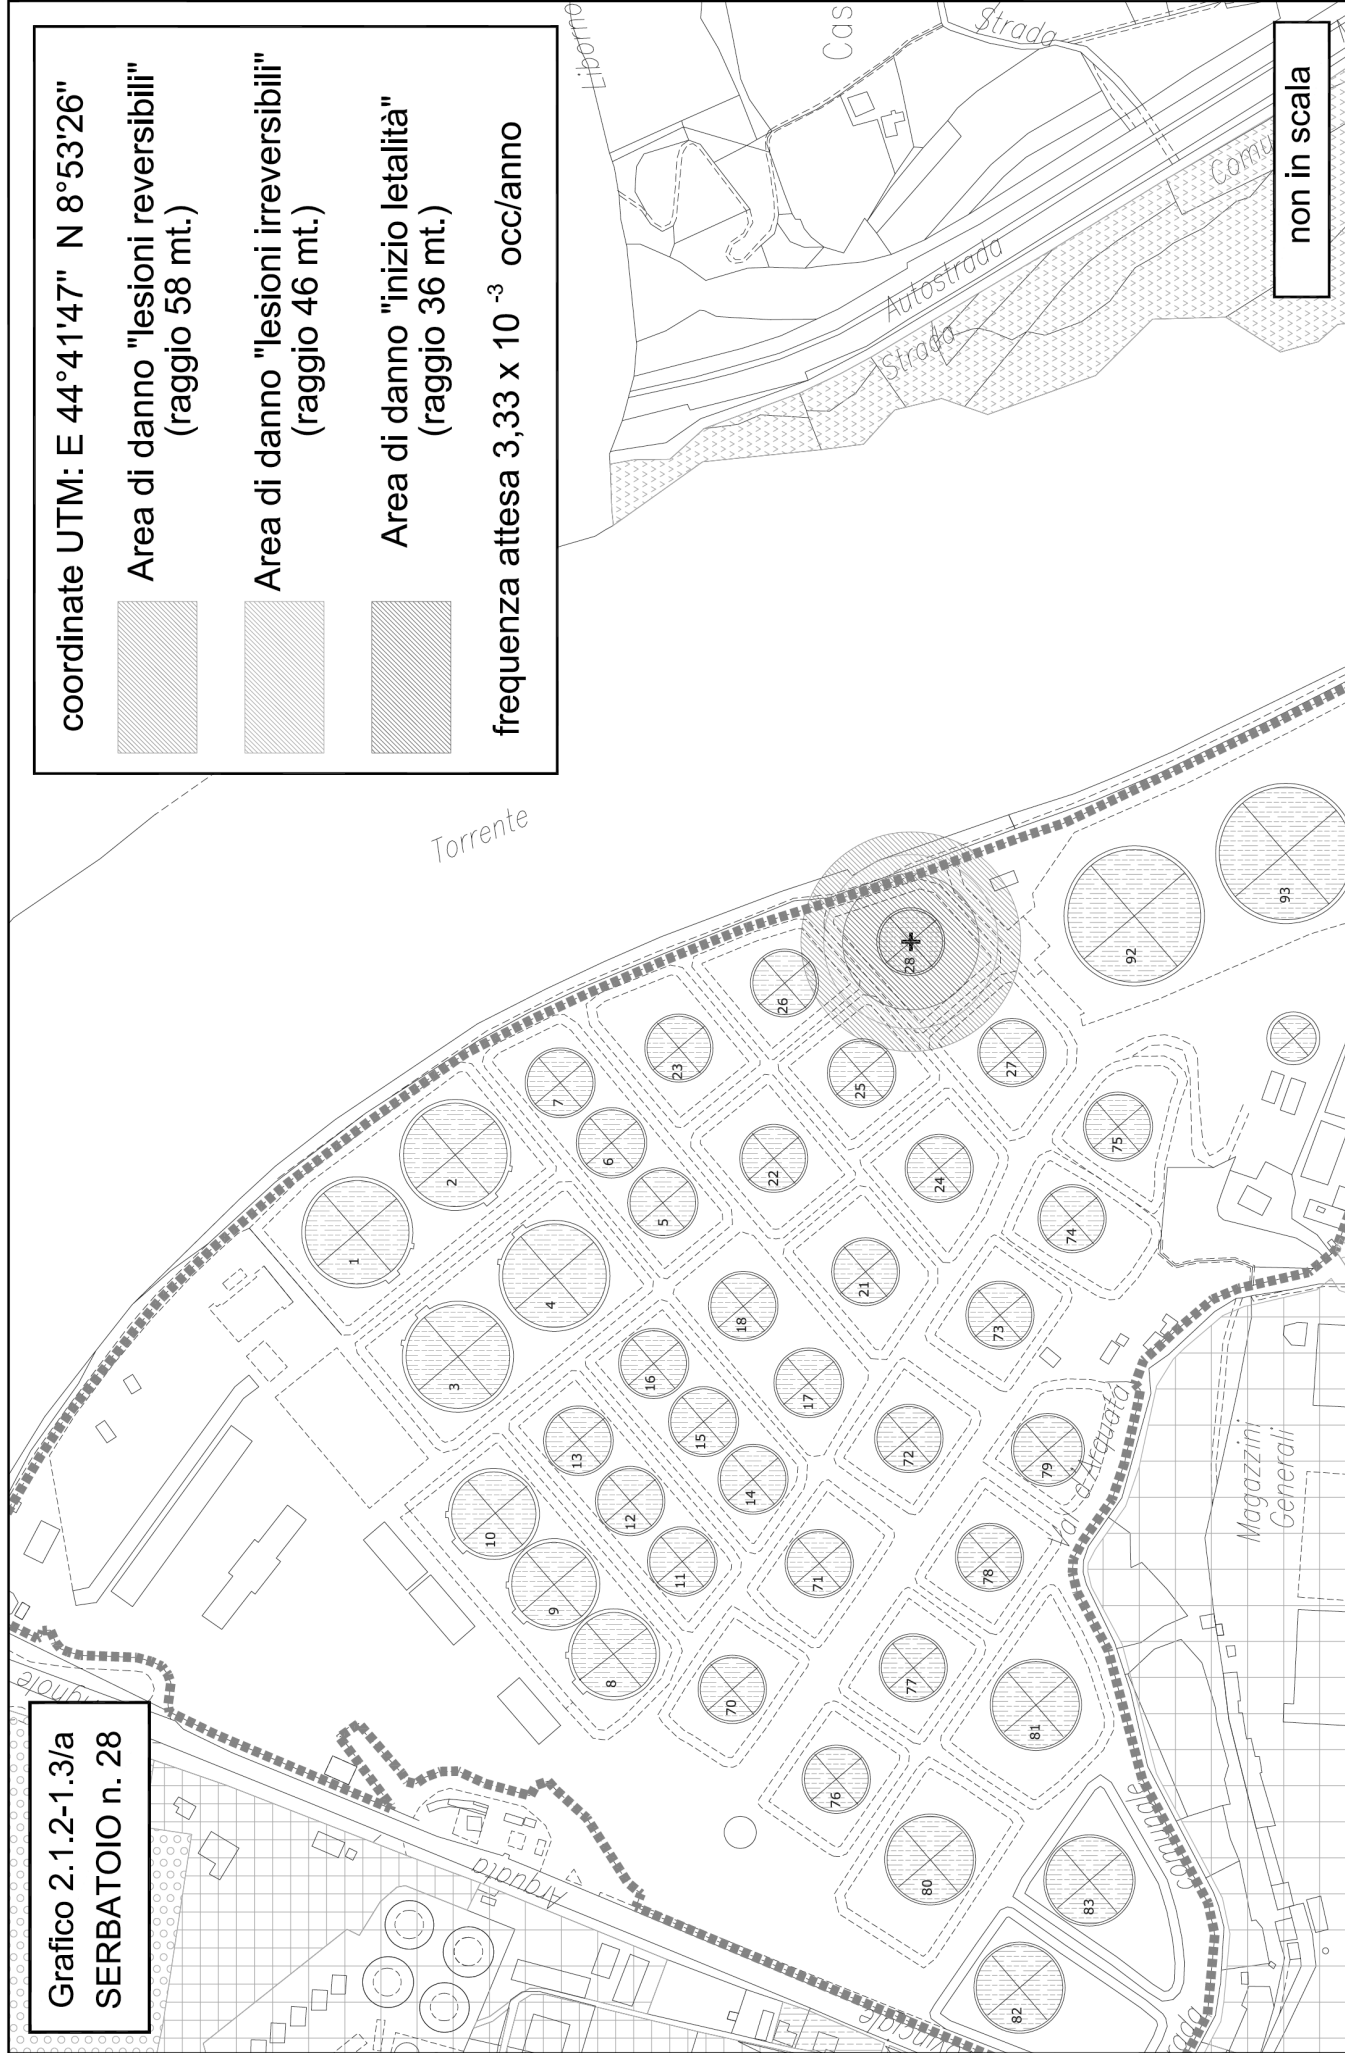 Grafico 2.1.2-1.3/a
SERBATOIO n. 28
coordinate UTM: E 44°41'47" N 8°53'26"
Area di danno "lesioni reversibili"
(raggio 58 mt.)
Area di danno "lesioni irreversibili"
(raggio 46 mt.)
Area di danno "inizio letalità"
(raggio 36 mt.)
frequenza attesa 3,33 x 10 -3 occ/anno
non in scala
Torrente
Autostrada
Strada
Strada
Magazzini
Generali
Val d'Arquata
Arquata
1
2
3
4
5
6
7
8
9
10
11
12
13
14
15
16
17
18
21
22
23
24
25
26
27
28
70
71
72
73
74
75
76
77
78
79
80
81
82
83
92
93